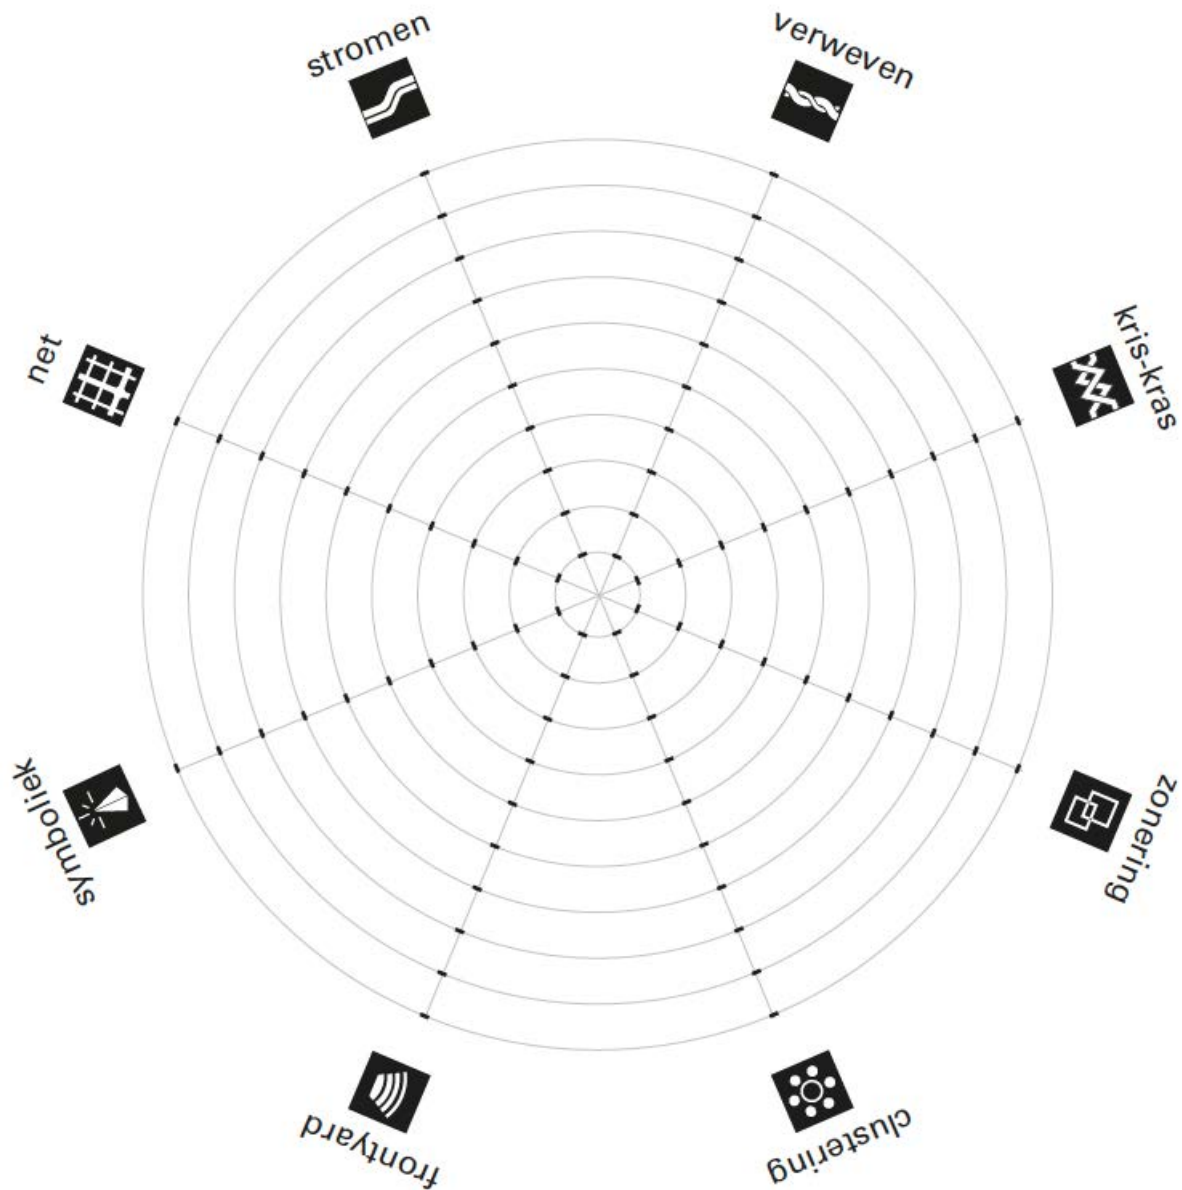 stromen
verweven
kris-kras
zonering
clustering
frontyard
symboliek
net